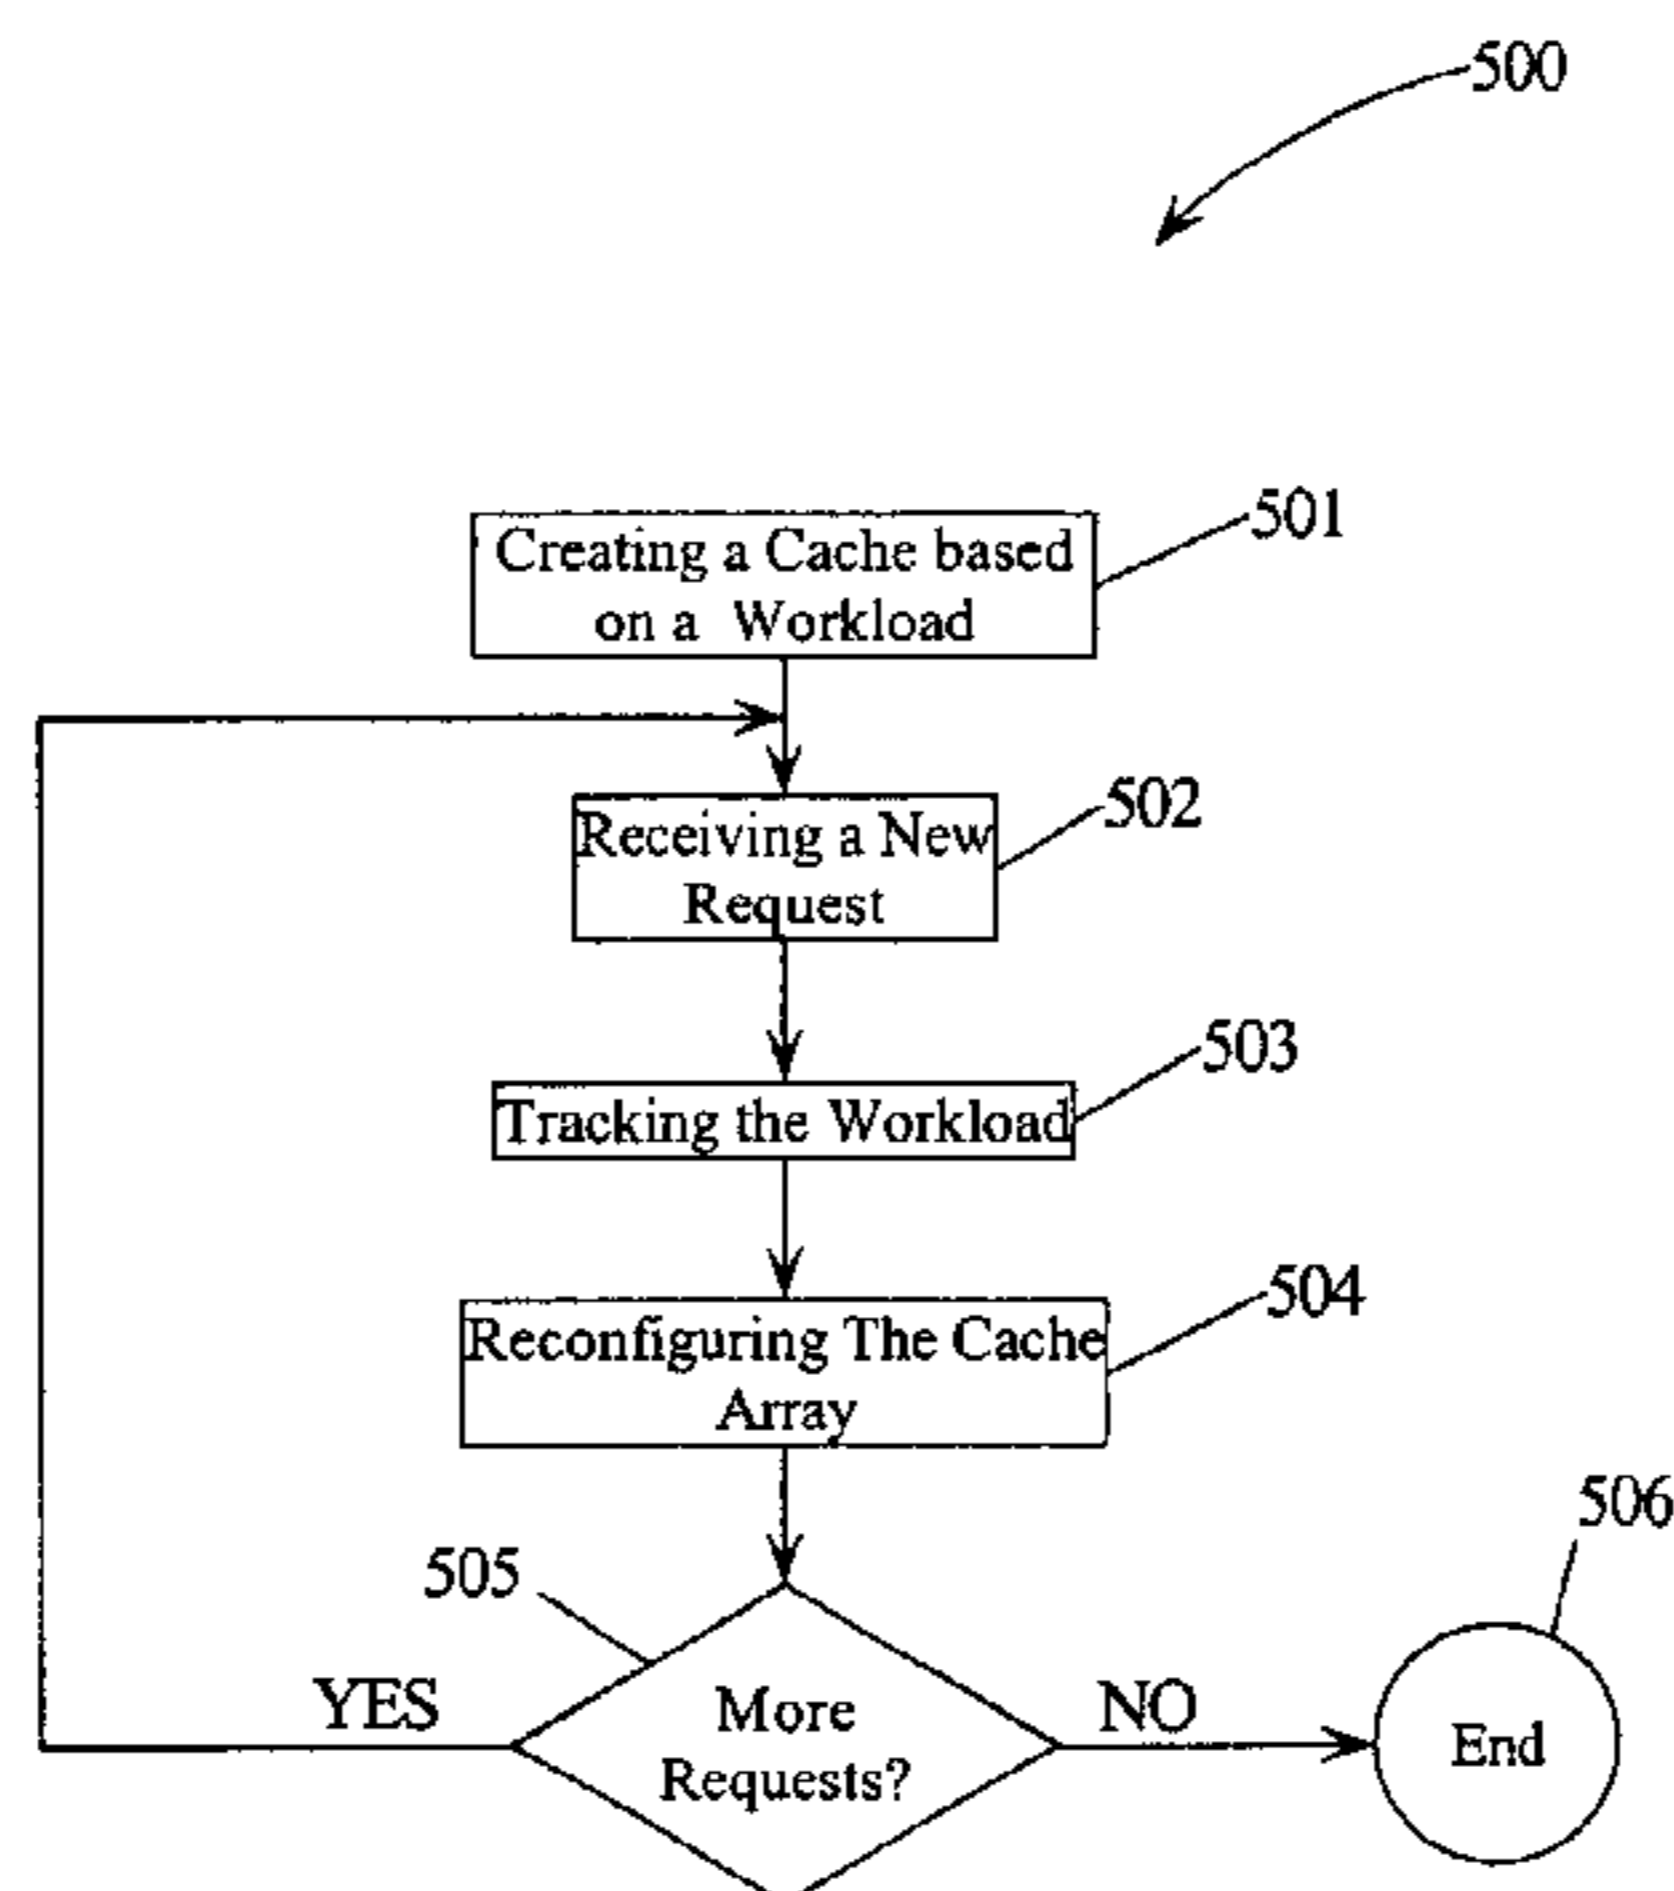 500
Creating a Cache based
on a Workload
501
Receiving a New
Request
502
Tracking the Workload
503
Reconfiguring The Cache
Array
504
505
506
YES
More
Requests?
NO
End